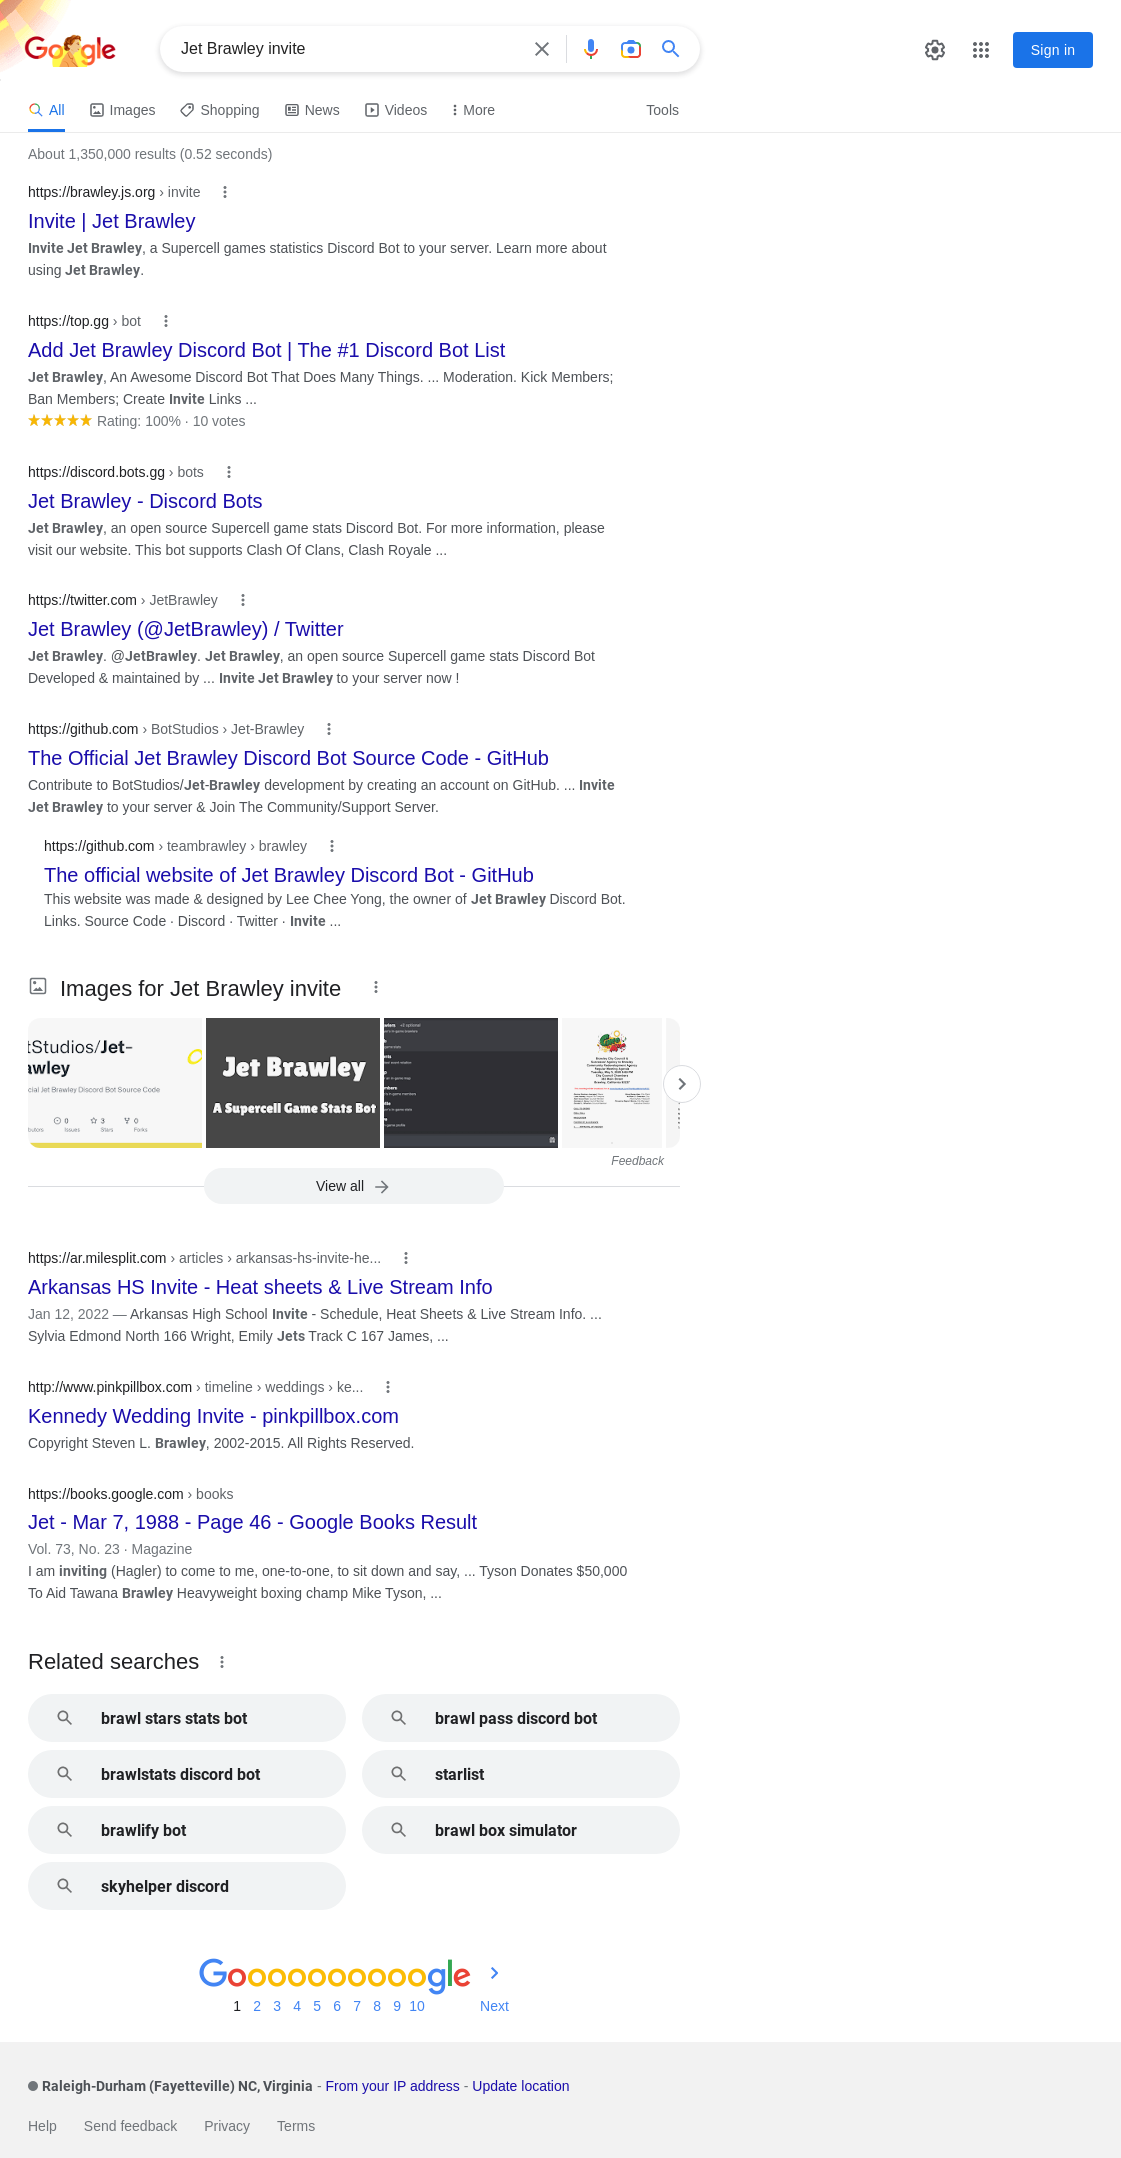 Google
Jet Brawley invite
Sign in
All
Images
Shopping
News
Videos
More
Tools
About 1,350,000 results (0.52 seconds)
https://brawley.js.org › invite
Invite | Jet Brawley
Invite Jet Brawley, a Supercell games statistics Discord Bot to your server. Learn more about
using Jet Brawley.
https://top.gg › bot
Add Jet Brawley Discord Bot | The #1 Discord Bot List
Jet Brawley, An Awesome Discord Bot That Does Many Things. ... Moderation. Kick Members;
Ban Members; Create Invite Links ...
Rating: 100% · 10 votes
https://discord.bots.gg › bots
Jet Brawley - Discord Bots
Jet Brawley, an open source Supercell game stats Discord Bot. For more information, please
visit our website. This bot supports Clash Of Clans, Clash Royale ...
https://twitter.com › JetBrawley
Jet Brawley (@JetBrawley) / Twitter
Jet Brawley. @JetBrawley. Jet Brawley, an open source Supercell game stats Discord Bot
Developed & maintained by ... Invite Jet Brawley to your server now !
https://github.com › BotStudios › Jet-Brawley
The Official Jet Brawley Discord Bot Source Code - GitHub
Contribute to BotStudios/Jet-Brawley development by creating an account on GitHub. ... Invite
Jet Brawley to your server & Join The Community/Support Server.
https://github.com › teambrawley › brawley
The official website of Jet Brawley Discord Bot - GitHub
This website was made & designed by Lee Chee Yong, the owner of Jet Brawley Discord Bot.
Links. Source Code · Discord · Twitter · Invite ...
Images for Jet Brawley invite
tStudios/Jet-
awley
cial Jet Brawley Discord Bot Source Code
0 3 0
Issues Stars Forks
Jet Brawley
A Supercell Game Stats Bot
Feedback
View all
https://ar.milesplit.com › articles › arkansas-hs-invite-he...
Arkansas HS Invite - Heat sheets & Live Stream Info
Jan 12, 2022 — Arkansas High School Invite - Schedule, Heat Sheets & Live Stream Info. ...
Sylvia Edmond North 166 Wright, Emily Jets Track C 167 James, ...
http://www.pinkpillbox.com › timeline › weddings › ke...
Kennedy Wedding Invite - pinkpillbox.com
Copyright Steven L. Brawley, 2002-2015. All Rights Reserved.
https://books.google.com › books
Jet - Mar 7, 1988 - Page 46 - Google Books Result
Vol. 73, No. 23 · Magazine
I am inviting (Hagler) to come to me, one-to-one, to sit down and say, ... Tyson Donates $50,000
To Aid Tawana Brawley Heavyweight boxing champ Mike Tyson, ...
Related searches
brawl stars stats bot
brawl pass discord bot
brawlstats discord bot
starlist
brawlify bot
brawl box simulator
skyhelper discord
Goooooooooogle
1 2 3 4 5 6 7 8 9 10 Next
Raleigh-Durham (Fayetteville) NC, Virginia - From your IP address - Update location
Help Send feedback Privacy Terms